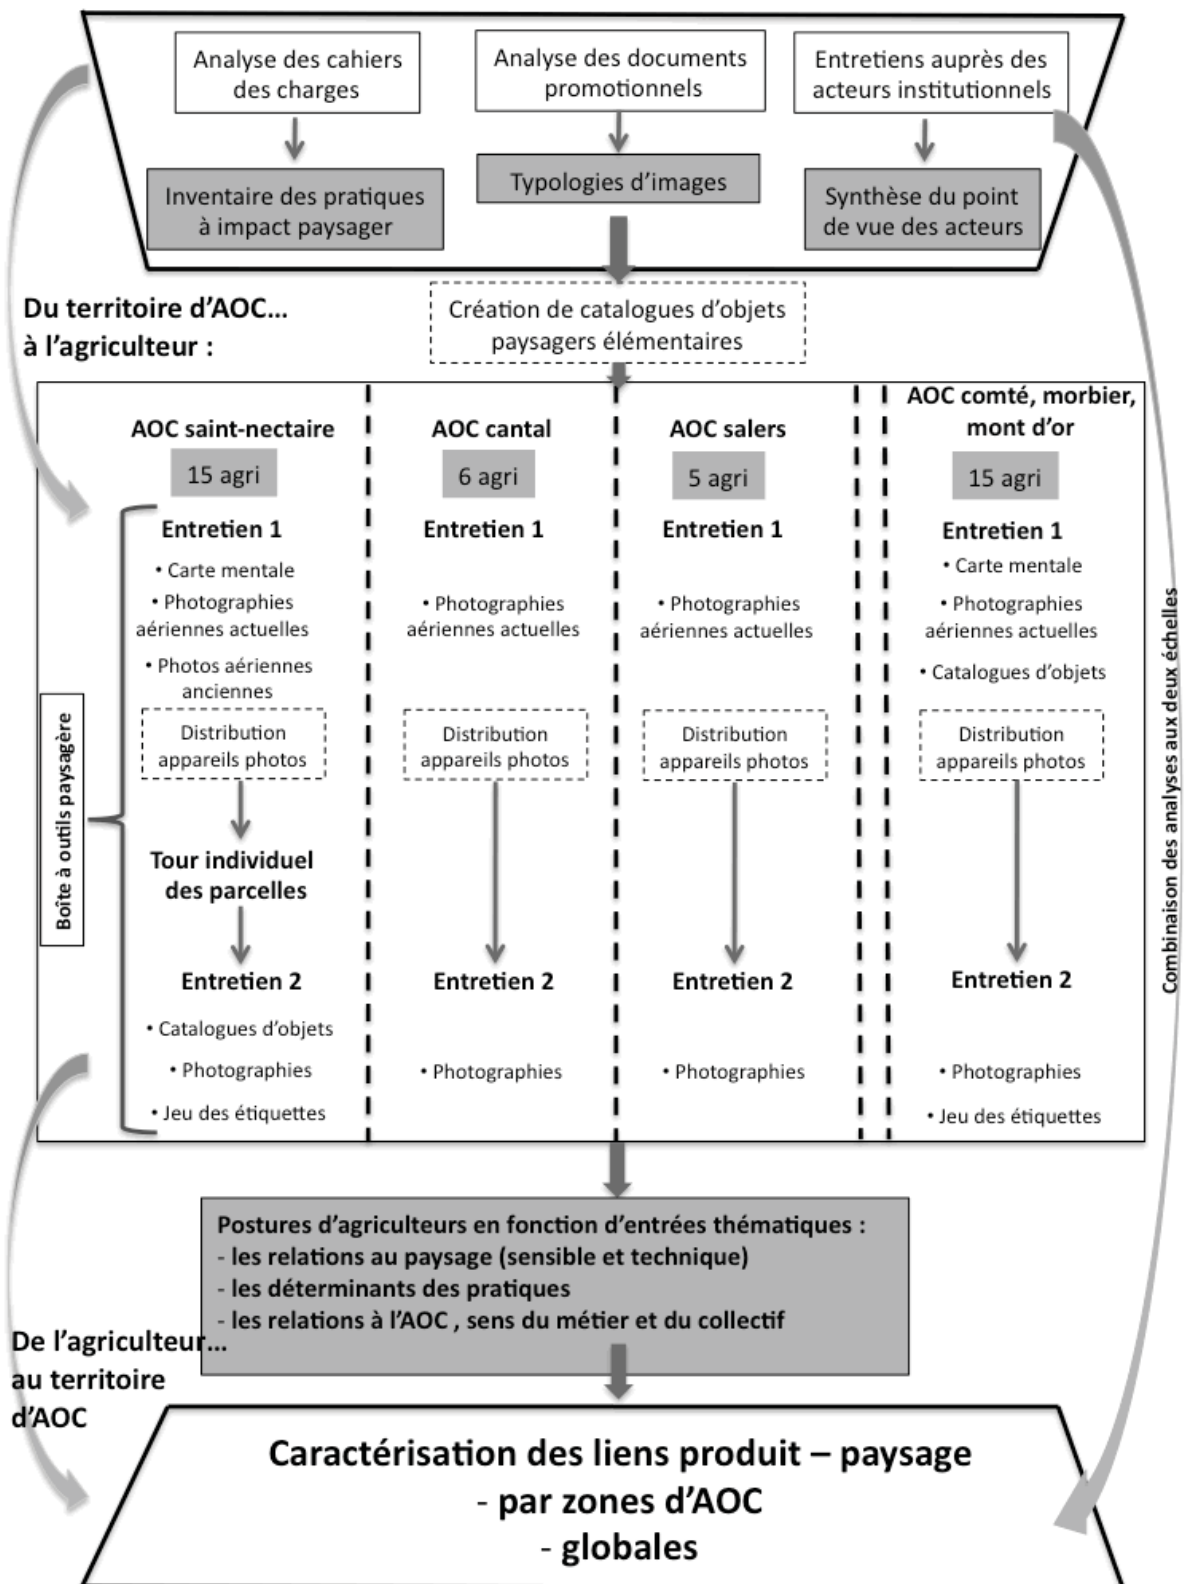 Analyse des cahiers
des charges
Analyse des documents
promotionnels
Entretiens auprès des
acteurs institutionnels
Inventaire des pratiques
à impact paysager
Typologies d'images
Synthèse du point
de vue des acteurs
Du territoire d'AOC...
à l'agriculteur :
Création de catalogues d'objets
paysagers élémentaires
AOC saint-nectaire
15 agri
Entretien 1
• Carte mentale
• Photographies
aériennes actuelles
• Photos aériennes
anciennes
Distribution
appareils photos
Tour individuel
des parcelles
Entretien 2
• Catalogues d'objets
• Photographies
• Jeu des étiquettes
AOC cantal
6 agri
Entretien 1
• Photographies
aériennes actuelles
Distribution
appareils photos
Entretien 2
• Photographies
AOC salers
5 agri
Entretien 1
• Photographies
aériennes actuelles
Distribution
appareils photos
Entretien 2
• Photographies
AOC comté, morbier,
mont d'or
15 agri
Entretien 1
• Carte mentale
• Photographies
aériennes actuelles
• Catalogues d'objets
Distribution
appareils photos
Entretien 2
• Photographies
• Jeu des étiquettes
Boîte à outils paysagère
Combinaison des analyses aux deux échelles
Postures d'agriculteurs en fonction d'entrées thématiques :
- les relations au paysage (sensible et technique)
- les déterminants des pratiques
- les relations à l'AOC , sens du métier et du collectif
De l'agriculteur...
au territoire
d'AOC
Caractérisation des liens produit – paysage
- par zones d'AOC
- globales